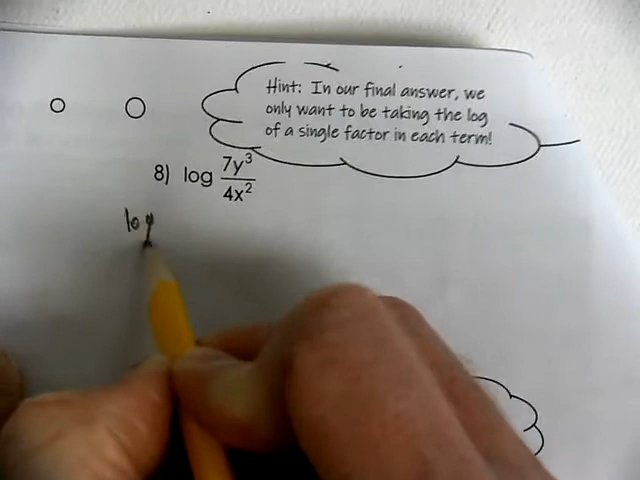 Hint: In our final answer, we
only want to be taking the log
of a single factor in each term!
8) log 7y³/4x²
log